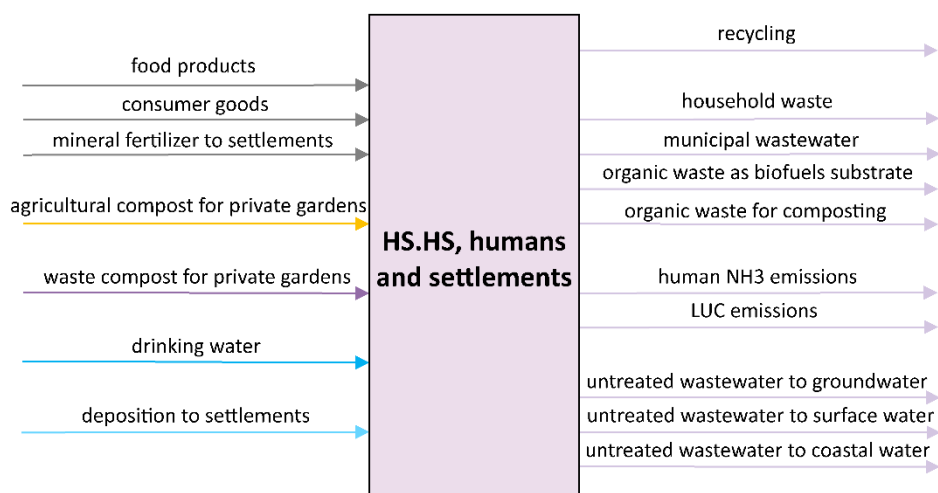 food products
consumer goods
mineral fertilizer to settlements
agricultural compost for private gardens
waste compost for private gardens
drinking water
deposition to settlements
HS.HS, humans
and settlements
recycling
household waste
municipal wastewater
organic waste as biofuels substrate
organic waste for composting
human NH3 emissions
LUC emissions
untreated wastewater to groundwater
untreated wastewater to surface water
untreated wastewater to coastal water